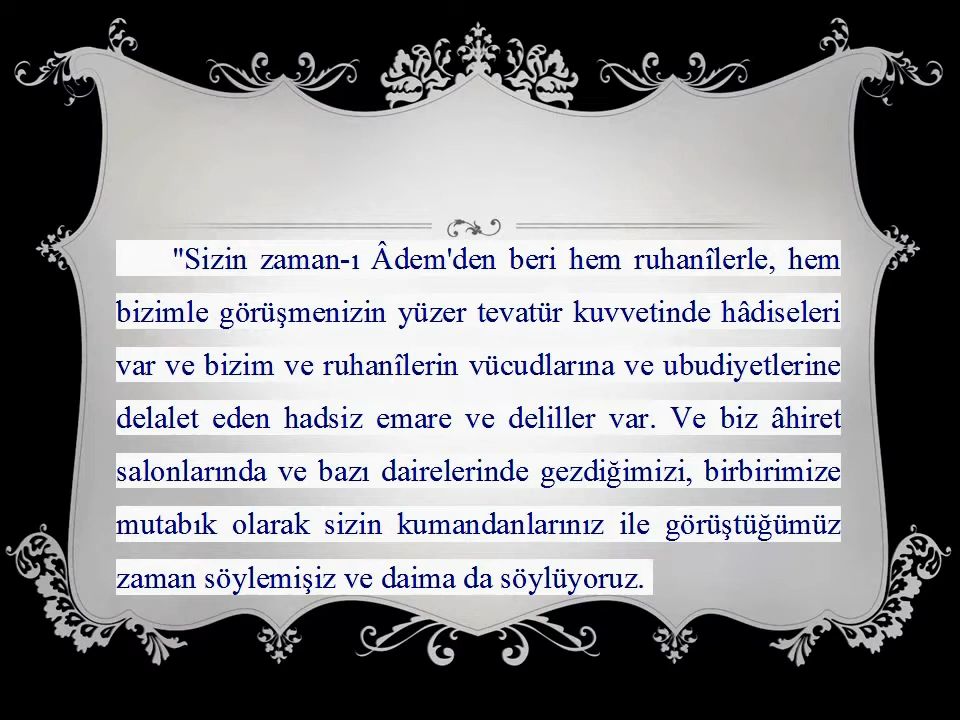 "Sizin zaman-ı Âdem'den beri hem ruhanîlerle, hem
bizimle görüşmenizin yüzer tevatür kuvvetinde hâdiseleri
var ve bizim ve ruhanîlerin vücudlarına ve ubudiyetlerine
delalet eden hadsiz emare ve deliller var. Ve biz âhiret
salonlarında ve bazı dairelerinde gezdiğimizi, birbirimize
mutabık olarak sizin kumandanlarınız ile görüştüğümüz
zaman söylemişiz ve daima da söylüyoruz.